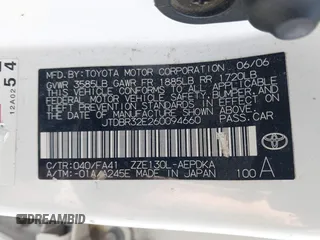 MFD. BY: TOYOTA MOTOR CORPORATION 06/06
GVWR 3585LB GAWR FR 1885LB RR 1720LB
THIS VEHICLE CONFORMS TO ALL APPLICABLE
FEDERAL MOTOR VEHICLE SAFETY, BUMPER, AND
THEFT PREVENTION STANDARDS IN EFFECT ON
THE DATE OF MANUFACTURE SHOWN ABOVE.
JTDBR32E260094660 PASS. CAR
C/TR:040/FA41 ZZE130L-AEPDKA
A/TM:-01A/A245E MADE IN JAPAN 100 A
TOYOTA
12A0254